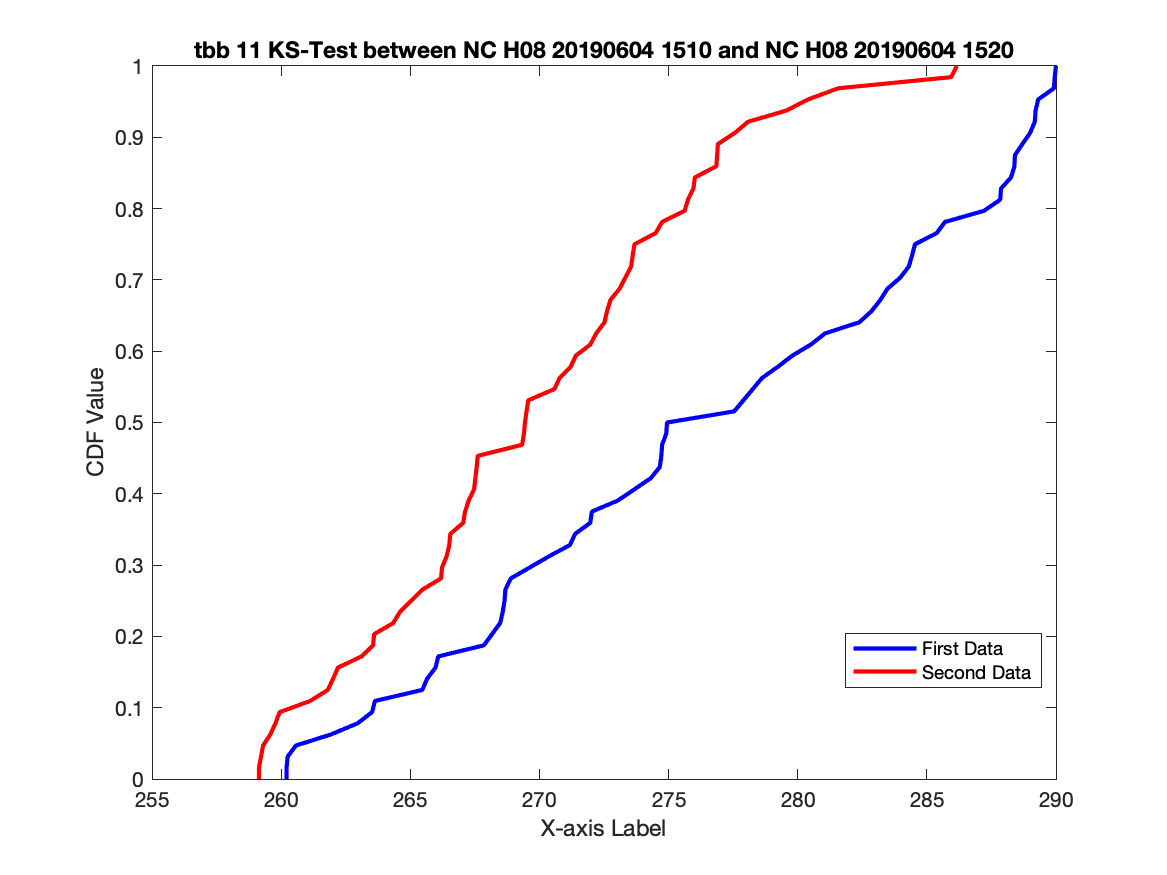 tbb 11 KS-Test between NC H08 20190604 1510 and NC H08 20190604 1520
1
0.9
0.8
0.7
0.6
0.5
0.4
0.3
0.2
0.1
0
CDF Value
First Data
Second Data
255 260 265 270 275 280 285 290
X-axis Label